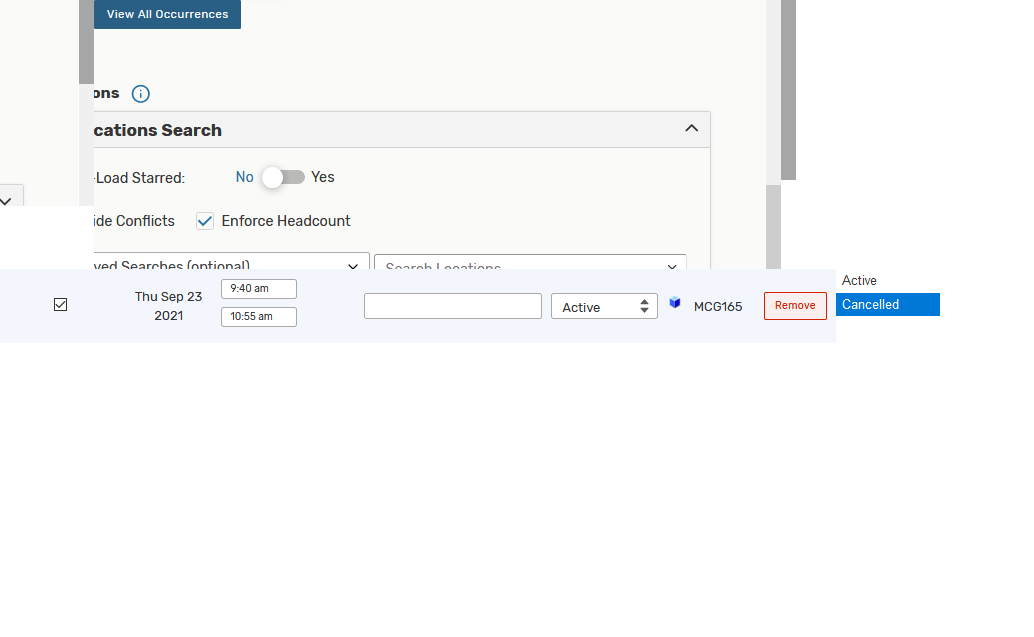 View All Occurrences
ons
cations Search
-Load Starred: No Yes
ide Conflicts Enforce Headcount
ved Searches (optional) Search Locations
Thu Sep 23 2021
9:40 am
10:55 am
Active
MCG165
Remove
Active
Cancelled